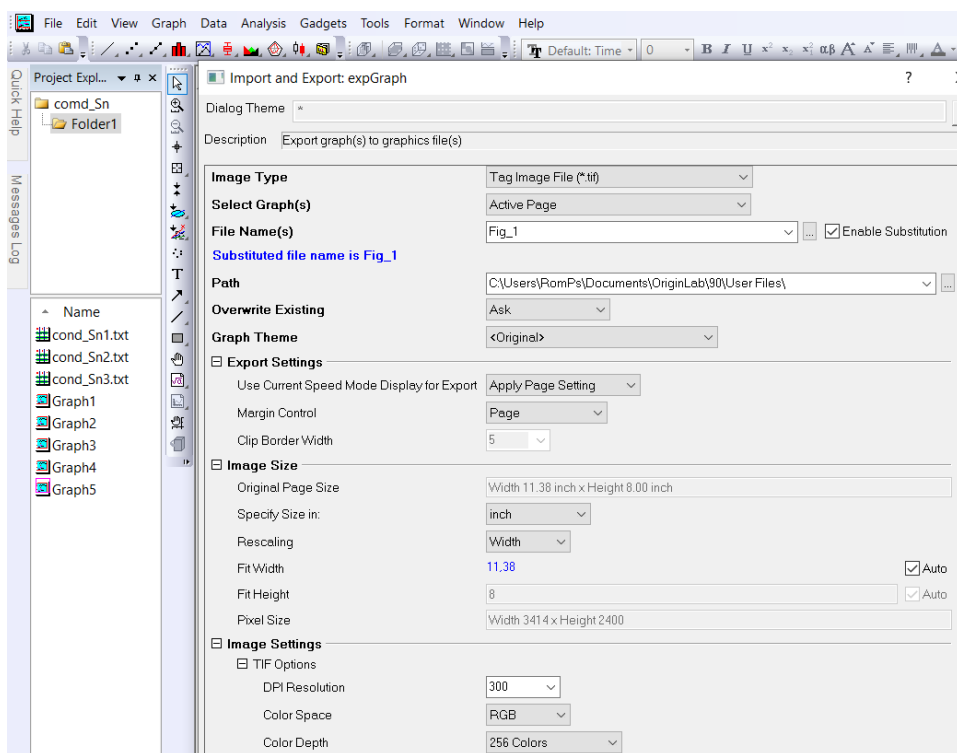 File Edit View Graph Data Analysis Gadgets Tools Format Window Help
Default: Time 0 B I U x² x₂ x₁² αβ A A
Quick Help
Messages Log
Project Expl...
comd_Sn
Folder1
Name
cond_Sn1.txt
cond_Sn2.txt
cond_Sn3.txt
Graph1
Graph2
Graph3
Graph4
Graph5
T
Import and Export: expGraph ?
Dialog Theme *
Description Export graph(s) to graphics file(s)
Image Type Tag Image File (*.tif)
Select Graph(s) Active Page
File Name(s) Fig_1 ... Enable Substitution
Substituted file name is Fig_1
Path C:\Users\RomPs\Documents\OriginLab\90\User Files\ ...
Overwrite Existing Ask
Graph Theme <Original>
Export Settings
Use Current Speed Mode Display for Export Apply Page Setting
Margin Control Page
Clip Border Width 5
Image Size
Original Page Size Width 11.38 inch x Height 8.00 inch
Specify Size in: inch
Rescaling Width
Fit Width 11,38 Auto
Fit Height 8 Auto
Pixel Size Width 3414 x Height 2400
Image Settings
TIF Options
DPI Resolution 300
Color Space RGB
Color Depth 256 Colors